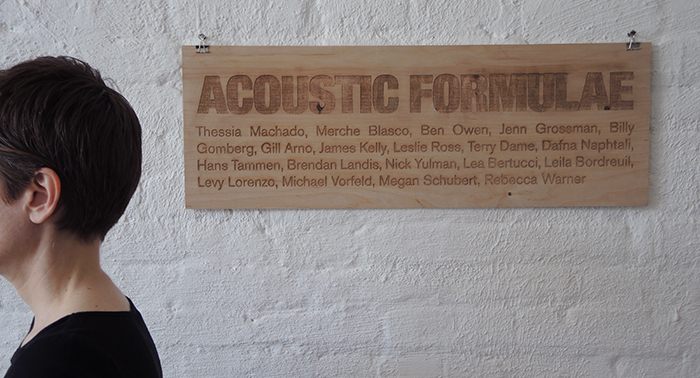 ACOUSTIC FORMULAE
Thessia Machado, Merche Blasco, Ben Owen, Jenn Grossman, Billy
Gomberg, Gill Arno, James Kelly, Leslie Ross, Terry Dame, Dafna Naphtali,
Hans Tammen, Brendan Landis, Nick Yulman, Lea Bertucci, Leila Bordreuil,
Levy Lorenzo, Michael Vorfeld, Megan Schubert, Rebecca Warner